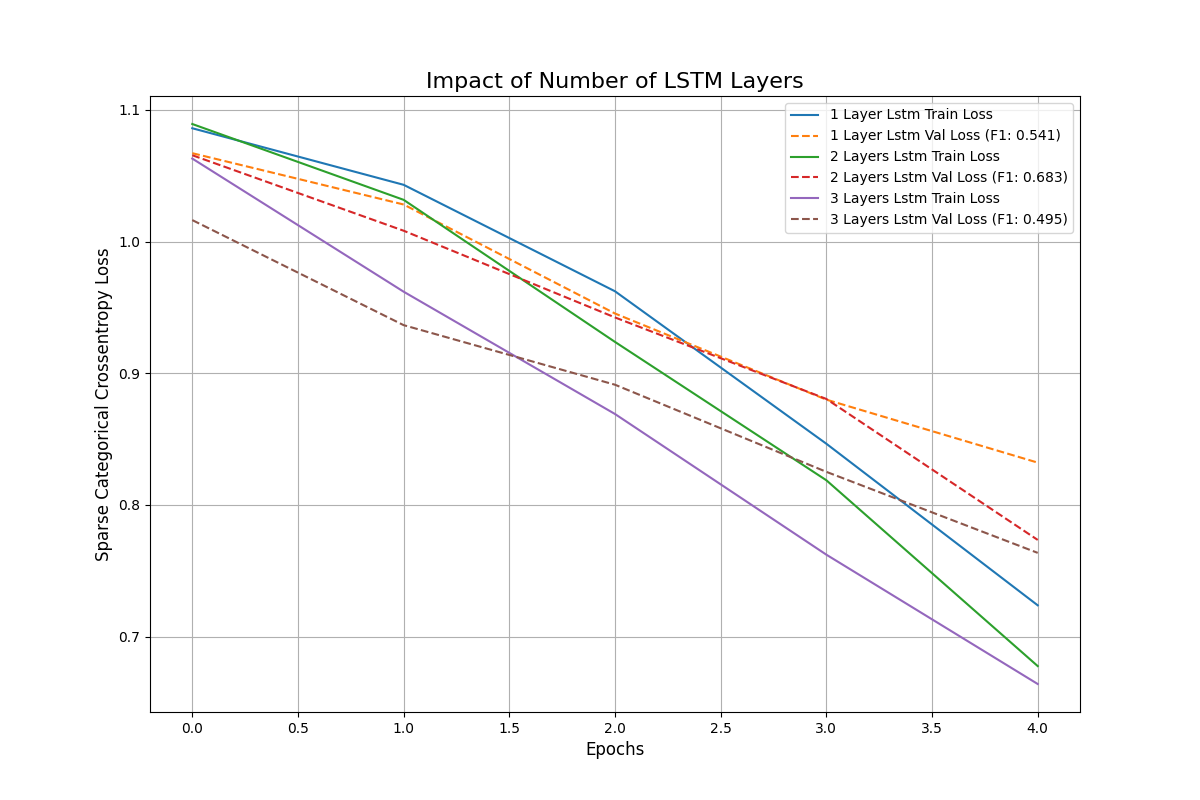 Impact of Number of LSTM Layers
1 Layer Lstm Train Loss
1 Layer Lstm Val Loss (F1: 0.541)
2 Layers Lstm Train Loss
2 Layers Lstm Val Loss (F1: 0.683)
3 Layers Lstm Train Loss
3 Layers Lstm Val Loss (F1: 0.495)
Sparse Categorical Crossentropy Loss
1.1
1.0
0.9
0.8
0.7
0.0 0.5 1.0 1.5 2.0 2.5 3.0 3.5 4.0
Epochs